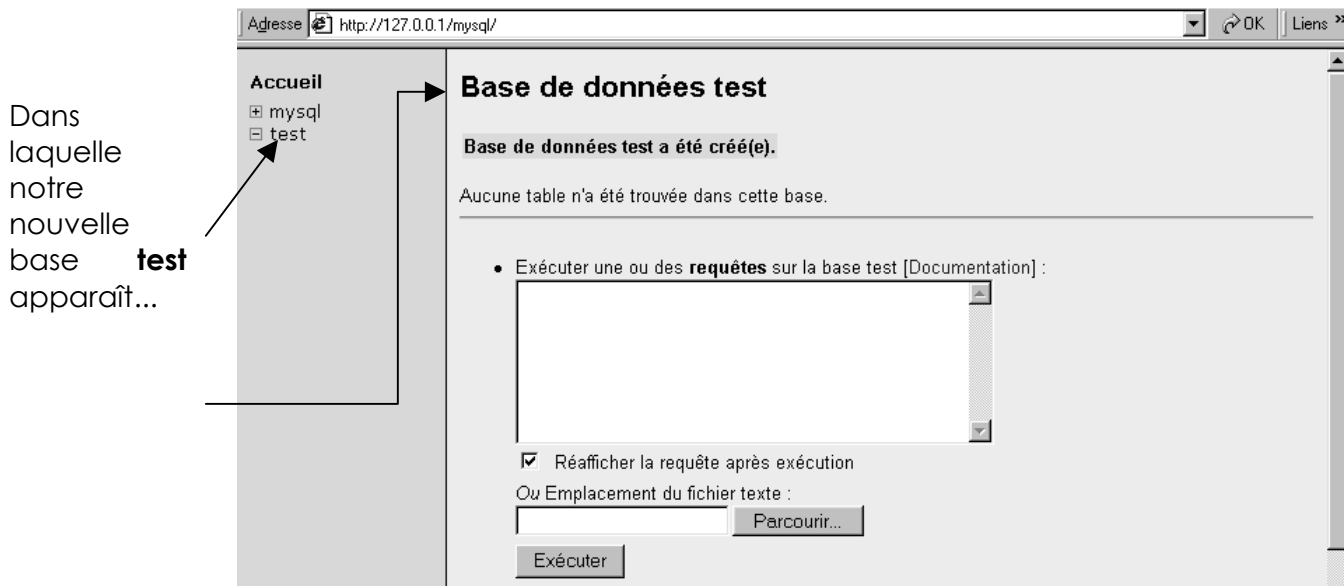 Adresse http://127.0.0.1/mysql/ OK Liens »
Accueil
mysql
test
Dans
laquelle
notre
nouvelle
base test
apparaît...
Base de données test
Base de données test a été créé(e).
Aucune table n'a été trouvée dans cette base.
Exécuter une ou des requêtes sur la base test [Documentation] :
Réafficher la requête après exécution
Ou Emplacement du fichier texte :
Parcourir...
Exécuter